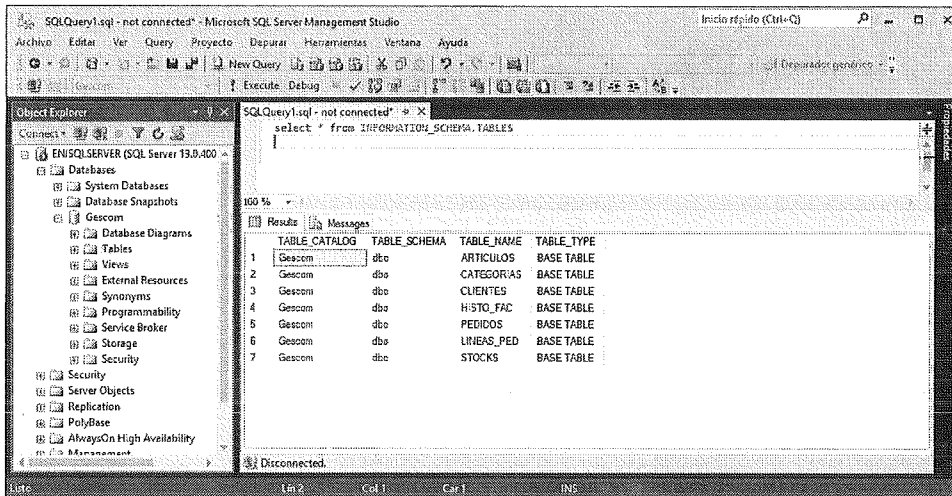 SQLQuery1.sql - not connected* - Microsoft SQL Server Management Studio
Inicio rápido (Ctrl+Q)
Archivo Editar Ver Query Proyecto Depurar Herramientas Ventana Ayuda
New Query
Depurador genérico
Gescom
Execute Debug
Object Explorer
SQLQuery1.sql - not connected*
Connect
select * from INFORMATION_SCHEMA.TABLES
ENISQLSERVER (SQL Server 13.0.400
Databases
System Databases
Database Snapshots
Gescom
Database Diagrams
Tables
Views
External Resources
Synonyms
Programmability
Service Broker
Storage
Security
Security
Server Objects
Replication
PolyBase
AlwaysOn High Availability
Management
100 %
Results Messages
TABLE_CATALOG TABLE_SCHEMA TABLE_NAME TABLE_TYPE
1 Gescom dbo ARTICULOS BASE TABLE
2 Gescom dbo CATEGORIAS BASE TABLE
3 Gescom dbo CLIENTES BASE TABLE
4 Gescom dbo HISTO_FAC BASE TABLE
5 Gescom dbo PEDIDOS BASE TABLE
6 Gescom dbo LINEAS_PED BASE TABLE
7 Gescom dbo STOCKS BASE TABLE
Disconnected.
Propiedades
Listo Lín 2 Col 1 Car 1 INS